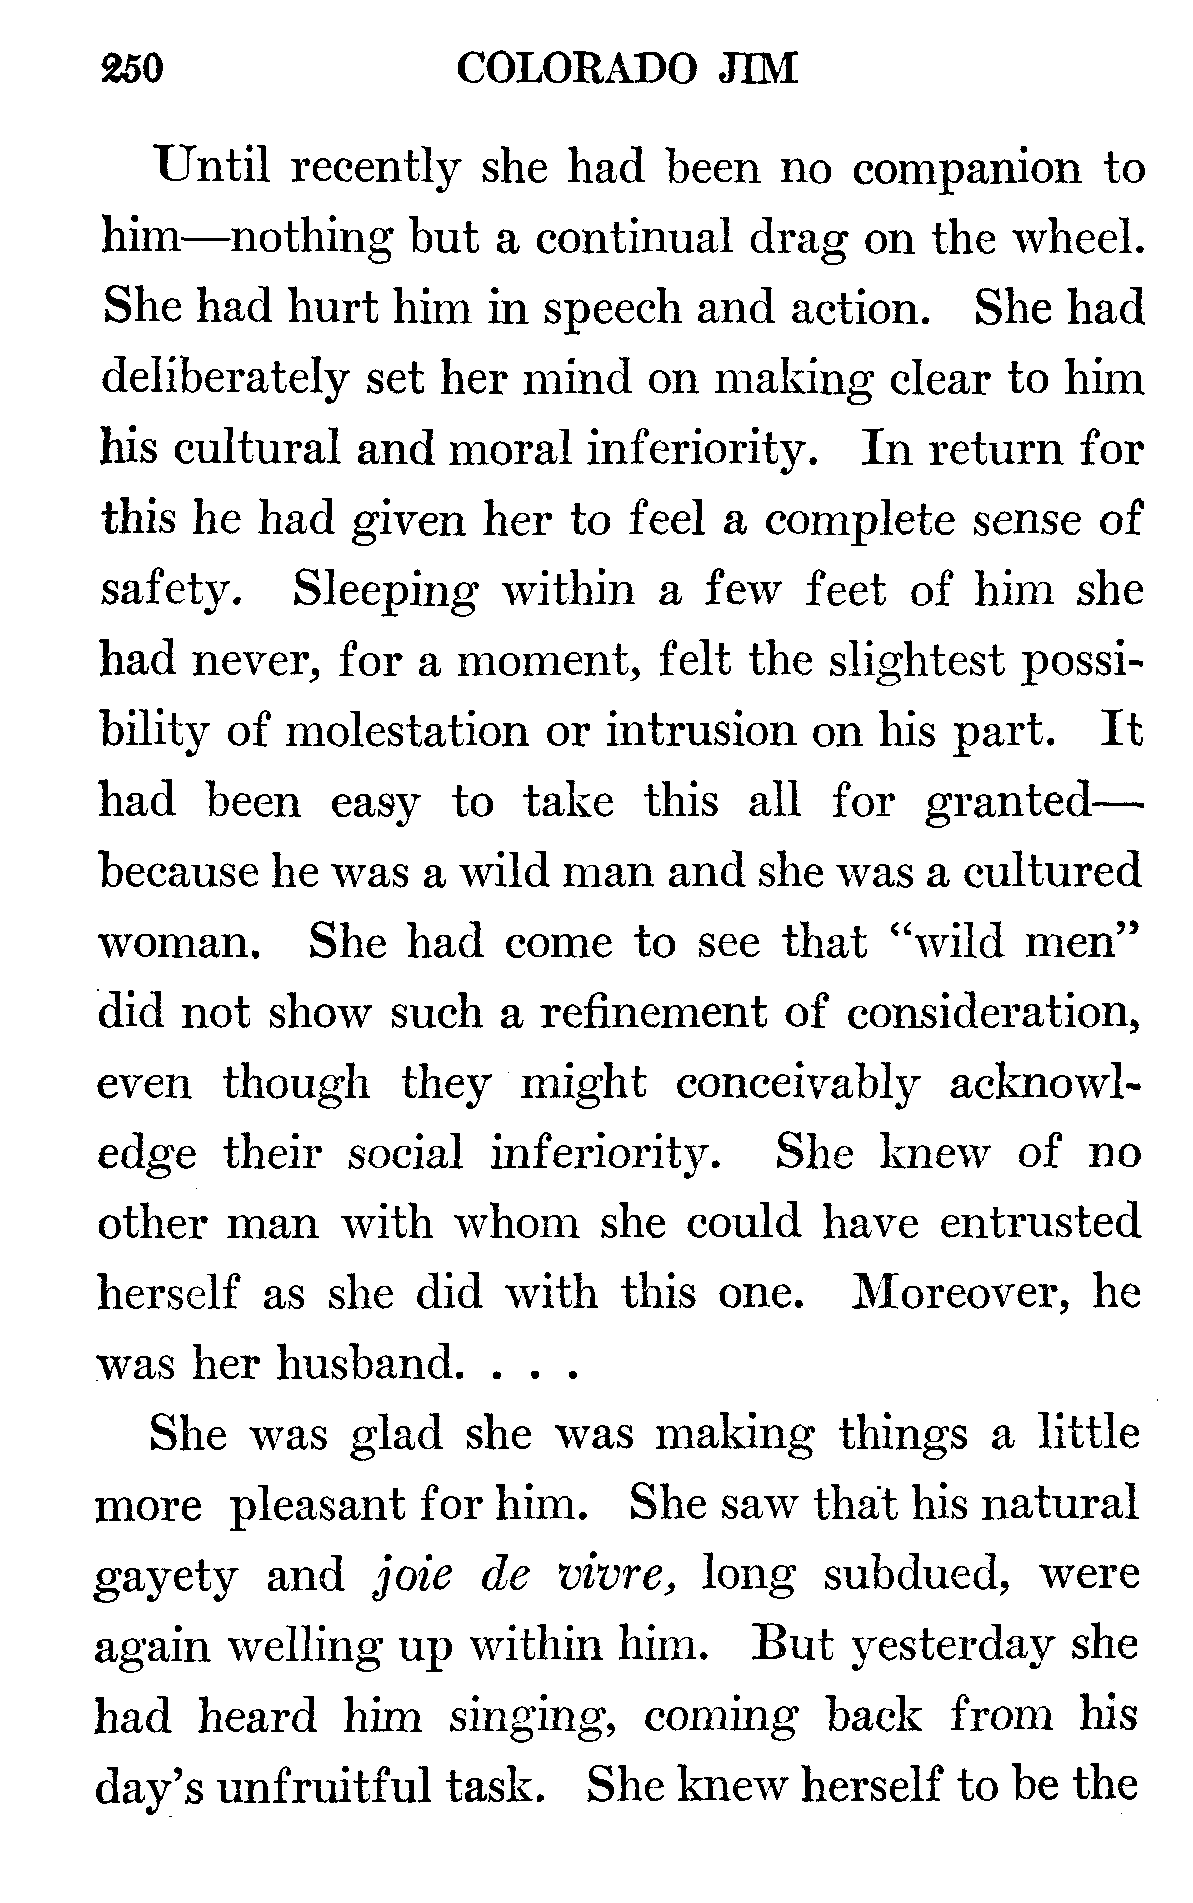 250 COLORADO JIM
Until recently she had been no companion to
him—nothing but a continual drag on the wheel.
She had hurt him in speech and action. She had
deliberately set her mind on making clear to him
his cultural and moral inferiority. In return for
this he had given her to feel a complete sense of
safety. Sleeping within a few feet of him she
had never, for a moment, felt the slightest possi-
bility of molestation or intrusion on his part. It
had been easy to take this all for granted—
because he was a wild man and she was a cultured
woman. She had come to see that “wild men”
did not show such a refinement of consideration,
even though they might conceivably acknowl-
edge their social inferiority. She knew of no
other man with whom she could have entrusted
herself as she did with this one. Moreover, he
was her husband. . . .
She was glad she was making things a little
more pleasant for him. She saw that his natural
gayety and joie de vivre, long subdued, were
again welling up within him. But yesterday she
had heard him singing, coming back from his
day’s unfruitful task. She knew herself to be the